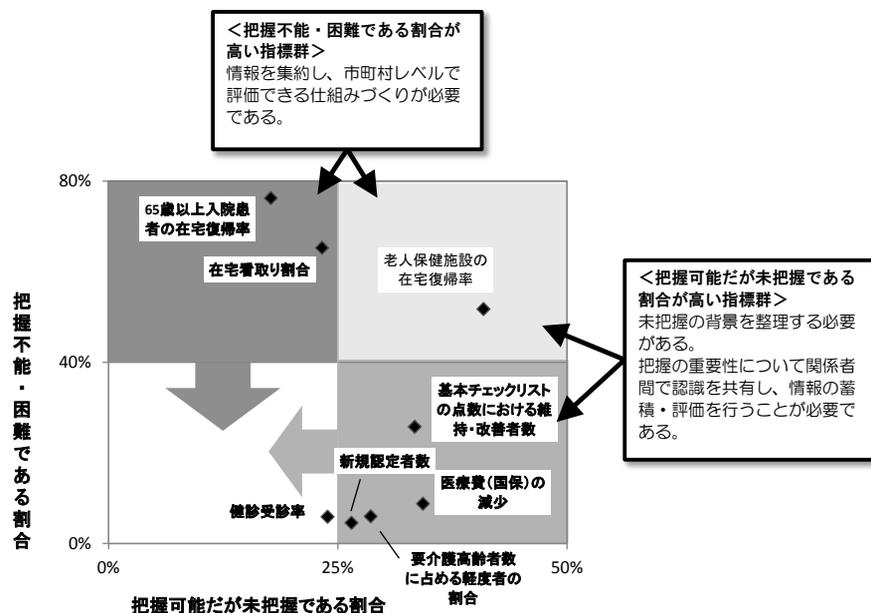 ＜把握不能・困難である割合が
高い指標群＞
情報を集約し、市町村レベルで
評価できる仕組みづくりが必要
である。
80%
65歳以上入院患
者の在宅復帰率
在宅看取り割合
老人保健施設の
在宅復帰率
＜把握可能だが未把握である
割合が高い指標群＞
未把握の背景を整理する必要
がある。
把握の重要性について関係者
間で認識を共有し、情報の蓄
積・評価を行うことが必要で
ある。
把握不能・困難である割合
40%
基本チェックリスト
の点数における維
持・改善者数
新規認定者数
医療費（国保）の
減少
健診受診率
要介護高齢者数
に占める軽度者の
割合
0%
0%
25%
50%
把握可能だが未把握である割合